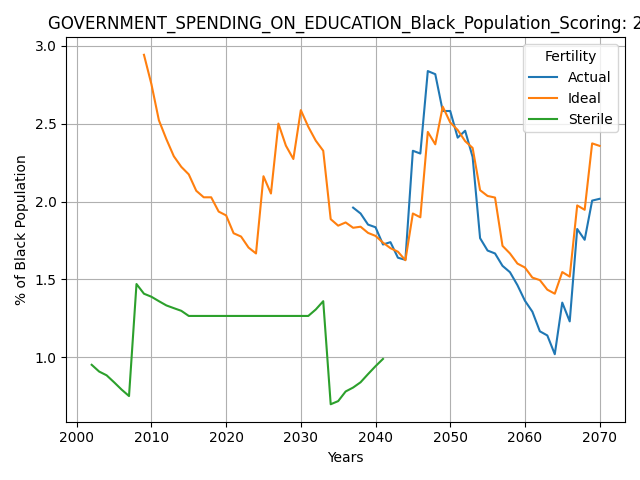 GOVERNMENT_SPENDING_ON_EDUCATION_Black_Population_Scoring: 2
3.0
2.5
2.0
1.5
1.0
% of Black Population
Fertility
Actual
Ideal
Sterile
2000 2010 2020 2030 2040 2050 2060 2070
Years